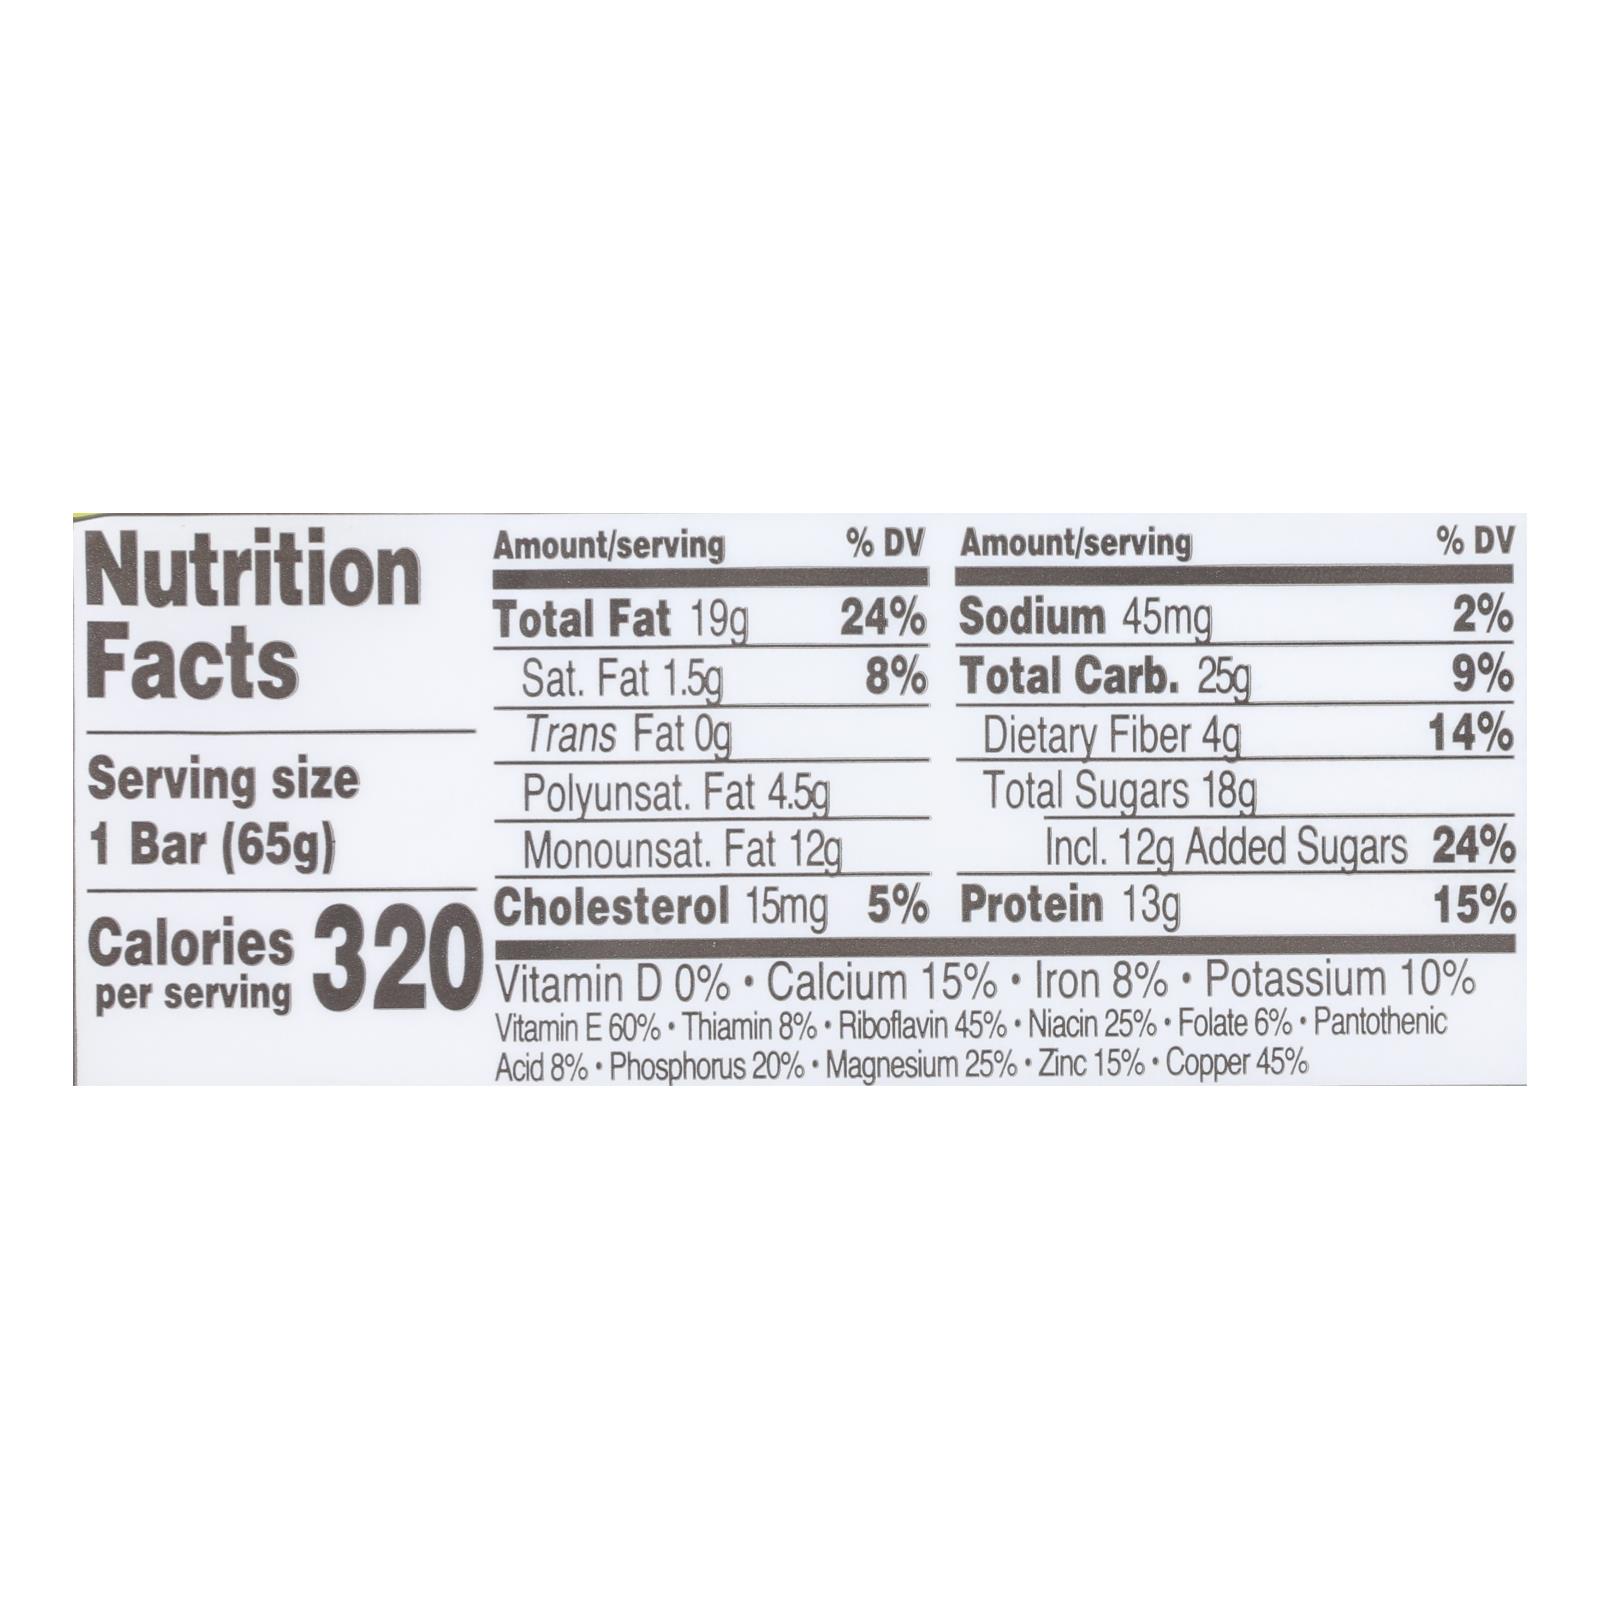 Nutrition
Facts
Serving size
1 Bar (65g)
Calories 320
per serving
Amount/serving % DV
Total Fat 19g 24%
Sat. Fat 1.5g 8%
Trans Fat 0g
Polyunsat. Fat 4.5g
Monounsat. Fat 12g
Cholesterol 15mg 5%
Amount/serving % DV
Sodium 45mg 2%
Total Carb. 25g 9%
Dietary Fiber 4g 14%
Total Sugars 18g
Incl. 12g Added Sugars 24%
Protein 13g 15%
Vitamin D 0% • Calcium 15% • Iron 8% • Potassium 10%
Vitamin E 60% • Thiamin 8% • Riboflavin 45% • Niacin 25% • Folate 6% • Pantothenic
Acid 8% • Phosphorus 20% • Magnesium 25% • Zinc 15% • Copper 45%